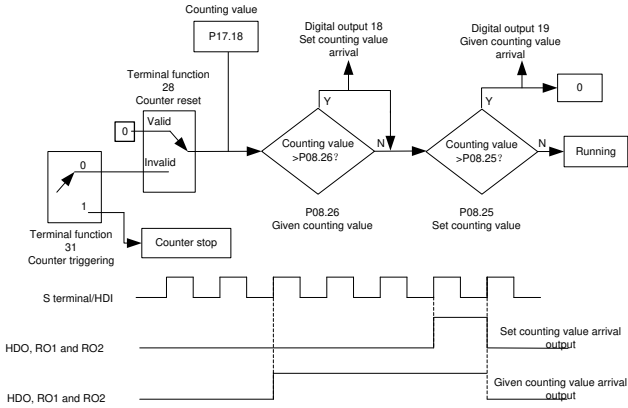 Counting value
P17.18
Digital output 18
Set counting value
arrival
Digital output 19
Given counting value
arrival
Terminal function
28
Counter reset
Valid
0
Invalid
Y
Y
0
Counting value
>P08.26?
N
Counting value
>P08.25?
N
Running
0
1
P08.26
Given counting value
P08.25
Set counting value
Terminal function
31
Counter triggering
Counter stop
S terminal/HDI
HDO, RO1 and RO2
Set counting value arrival
output
HDO, RO1 and RO2
Given counting value arrival
output